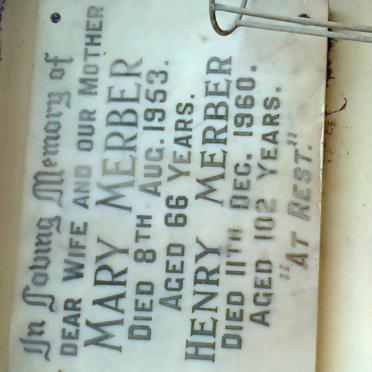 In Loving Memory of
DEAR WIFE AND OUR MOTHER
MARY MERBER
DIED 8TH AUG. 1953.
AGED 66 YEARS.
HENRY MERBER
DIED 11TH DEC. 1960.
AGED 102 YEARS.
"AT REST"